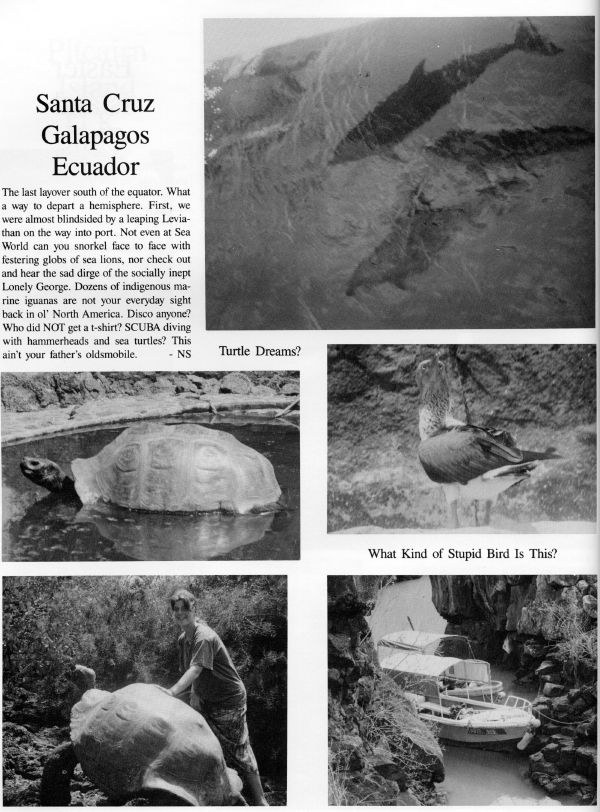 Santa Cruz
Galapagos
Ecuador
The last layover south of the equator. What
a way to depart a hemisphere. First, we
were almost blindsided by a leaping Levia-
than on the way into port. Not even at Sea
World can you snorkel face to face with
festering globs of sea lions, nor check out
and hear the sad dirge of the socially inept
Lonely George. Dozens of indigenous ma-
rine iguanas are not your everyday sight
back in ol' North America. Disco anyone?
Who did NOT get a t-shirt? SCUBA diving
with hammerheads and sea turtles? This
ain't your father's oldsmobile. - NS
Turtle Dreams?
What Kind of Stupid Bird Is This?